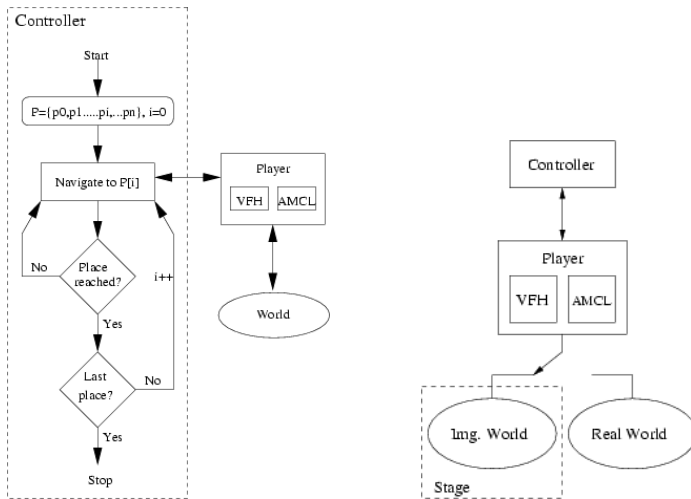 Controller
Start
P={p0,p1.....pi,...pn}, i=0
Navigate to P[i]
Player
VFH
AMCL
World
Place
reached?
No
i++
Yes
Last
place?
No
Yes
Stop
Controller
Player
VFH
AMCL
Img. World
Real World
Stage